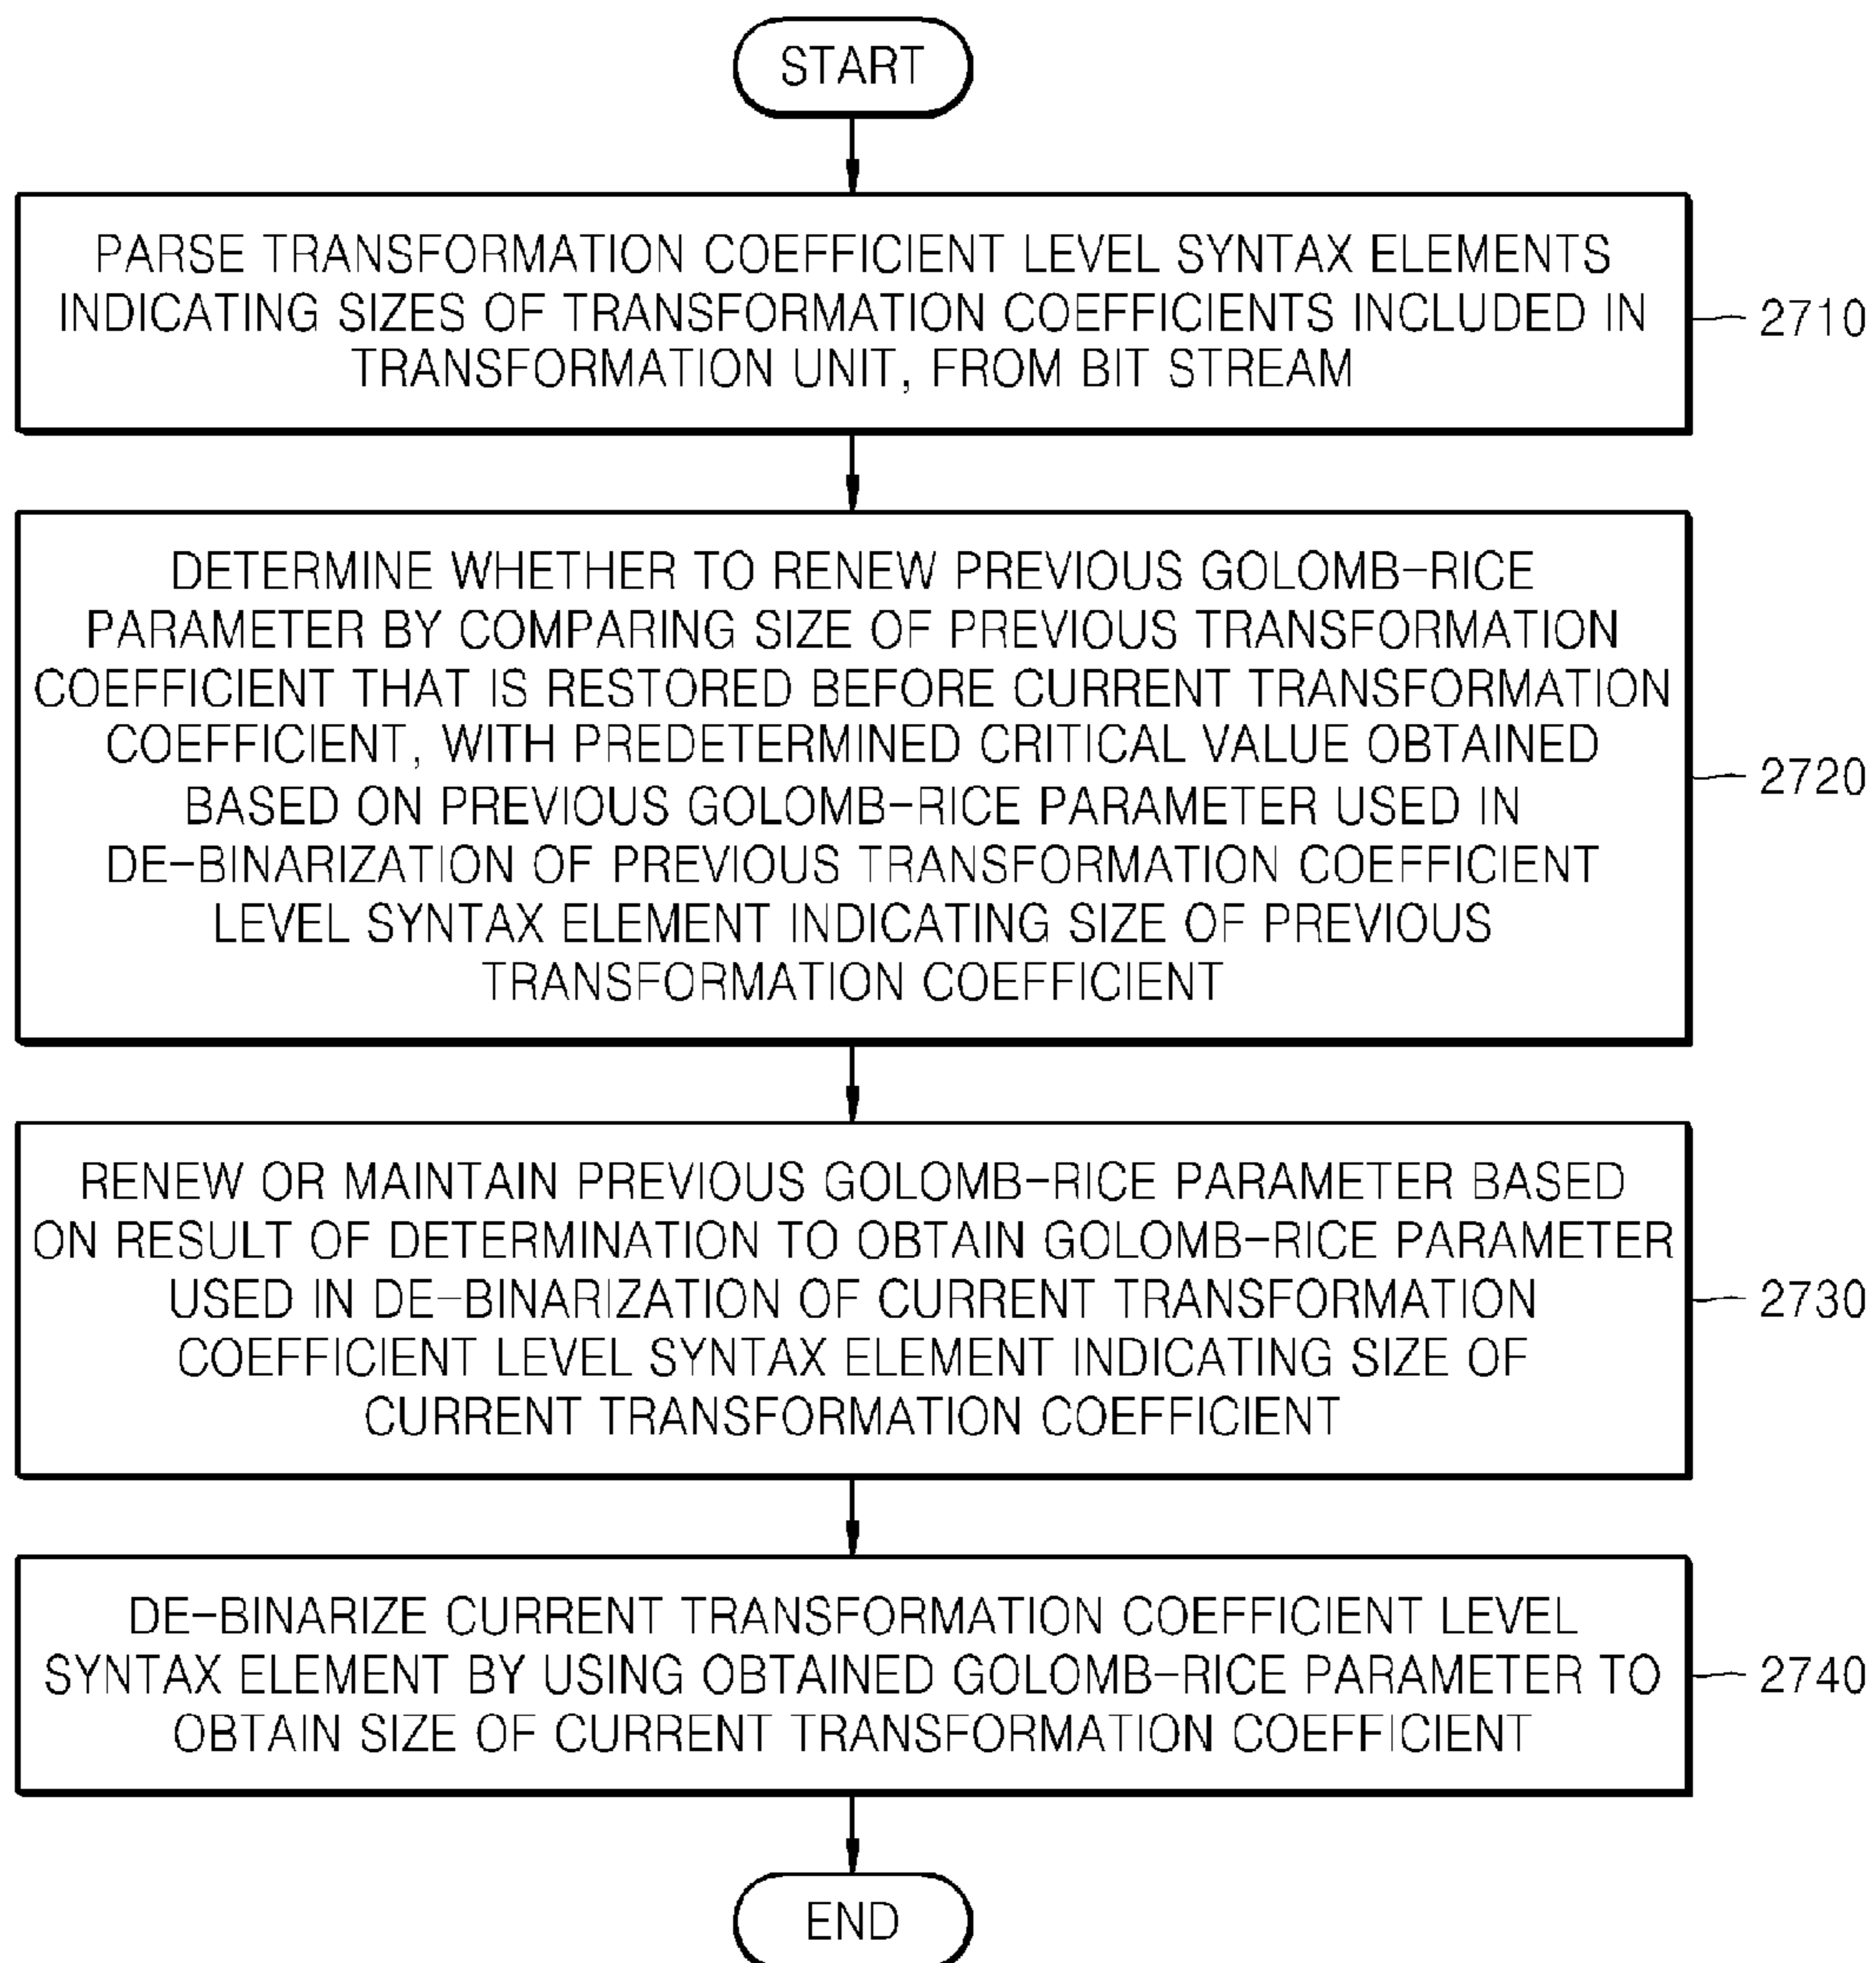 START
PARSE TRANSFORMATION COEFFICIENT LEVEL SYNTAX ELEMENTS
INDICATING SIZES OF TRANSFORMATION COEFFICIENTS INCLUDED IN
TRANSFORMATION UNIT, FROM BIT STREAM
2710
DETERMINE WHETHER TO RENEW PREVIOUS GOLOMB-RICE
PARAMETER BY COMPARING SIZE OF PREVIOUS TRANSFORMATION
COEFFICIENT THAT IS RESTORED BEFORE CURRENT TRANSFORMATION
COEFFICIENT, WITH PREDETERMINED CRITICAL VALUE OBTAINED
BASED ON PREVIOUS GOLOMB-RICE PARAMETER USED IN
DE-BINARIZATION OF PREVIOUS TRANSFORMATION COEFFICIENT
LEVEL SYNTAX ELEMENT INDICATING SIZE OF PREVIOUS
TRANSFORMATION COEFFICIENT
2720
RENEW OR MAINTAIN PREVIOUS GOLOMB-RICE PARAMETER BASED
ON RESULT OF DETERMINATION TO OBTAIN GOLOMB-RICE PARAMETER
USED IN DE-BINARIZATION OF CURRENT TRANSFORMATION
COEFFICIENT LEVEL SYNTAX ELEMENT INDICATING SIZE OF
CURRENT TRANSFORMATION COEFFICIENT
2730
DE-BINARIZE CURRENT TRANSFORMATION COEFFICIENT LEVEL
SYNTAX ELEMENT BY USING OBTAINED GOLOMB-RICE PARAMETER TO
OBTAIN SIZE OF CURRENT TRANSFORMATION COEFFICIENT
2740
END